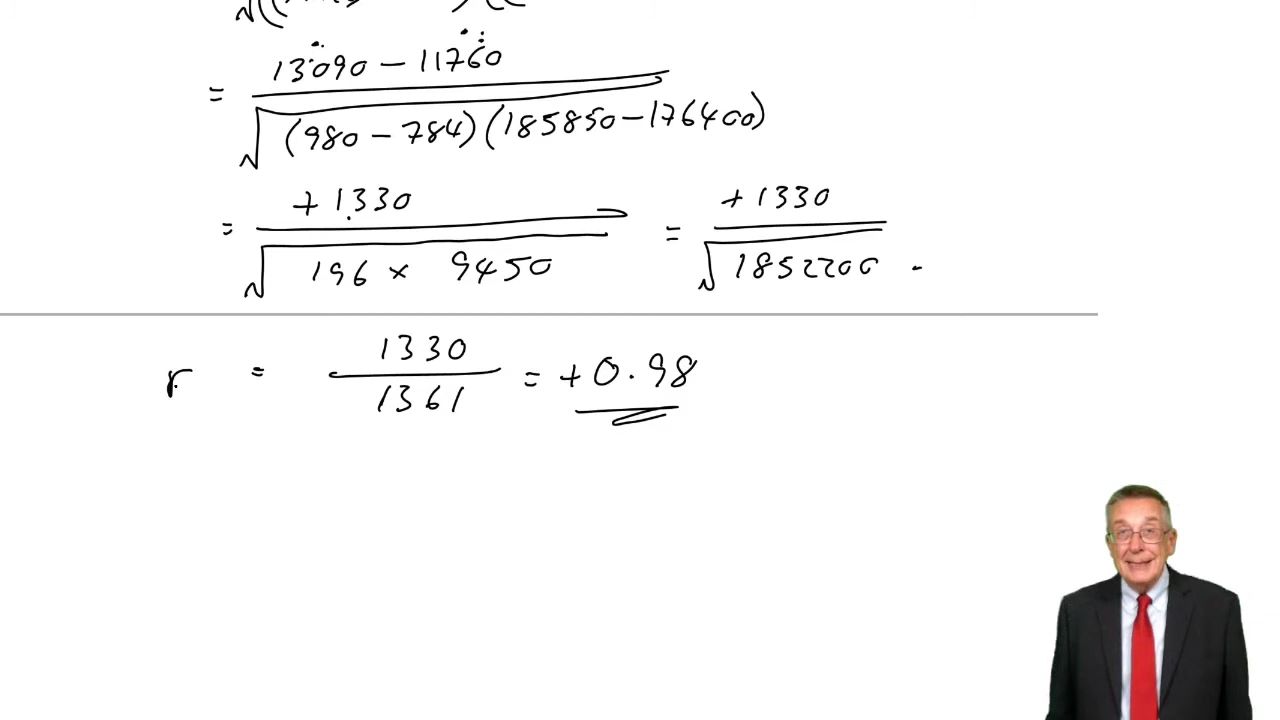 = 13090 - 11760 / √(980 - 784)(185850 - 176400)
= +1330 / √196 × 9450 = +1330 / √1852200
r = 1330 / 1361 = +0.98